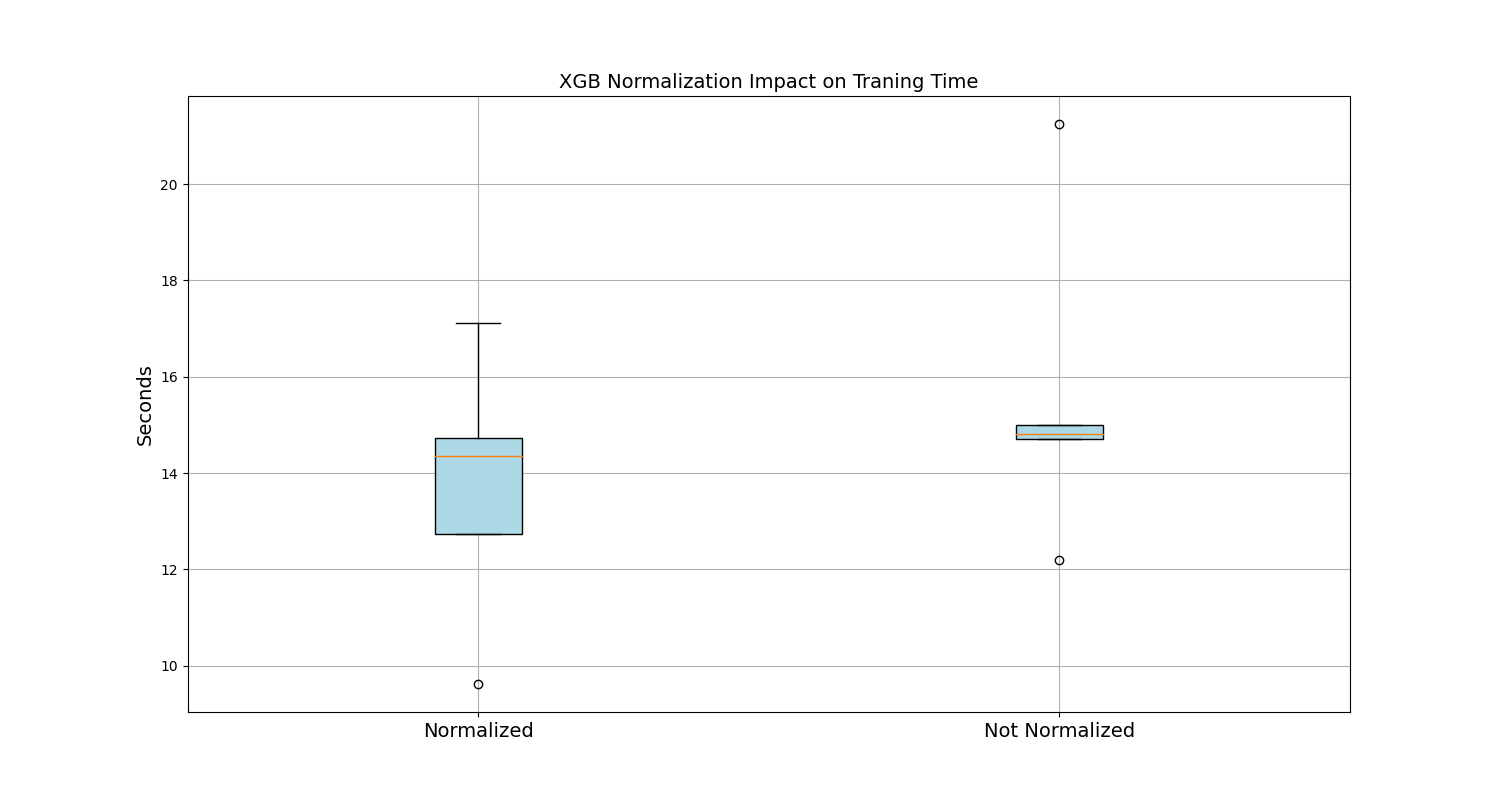 XGB Normalization Impact on Traning Time
Seconds
20
18
16
14
12
10
Normalized
Not Normalized